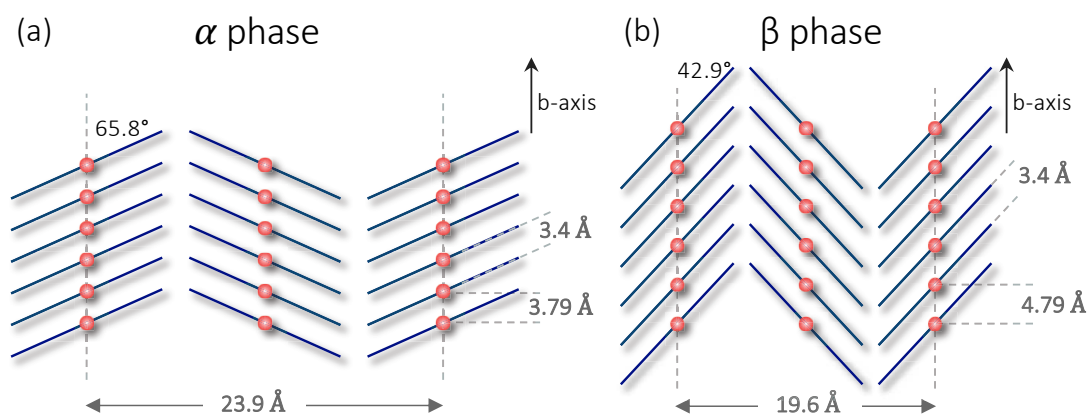 (a)
α phase
65.8°
b-axis
3.4 Å
3.79 Å
23.9 Å
(b)
β phase
42.9°
b-axis
3.4 Å
4.79 Å
19.6 Å